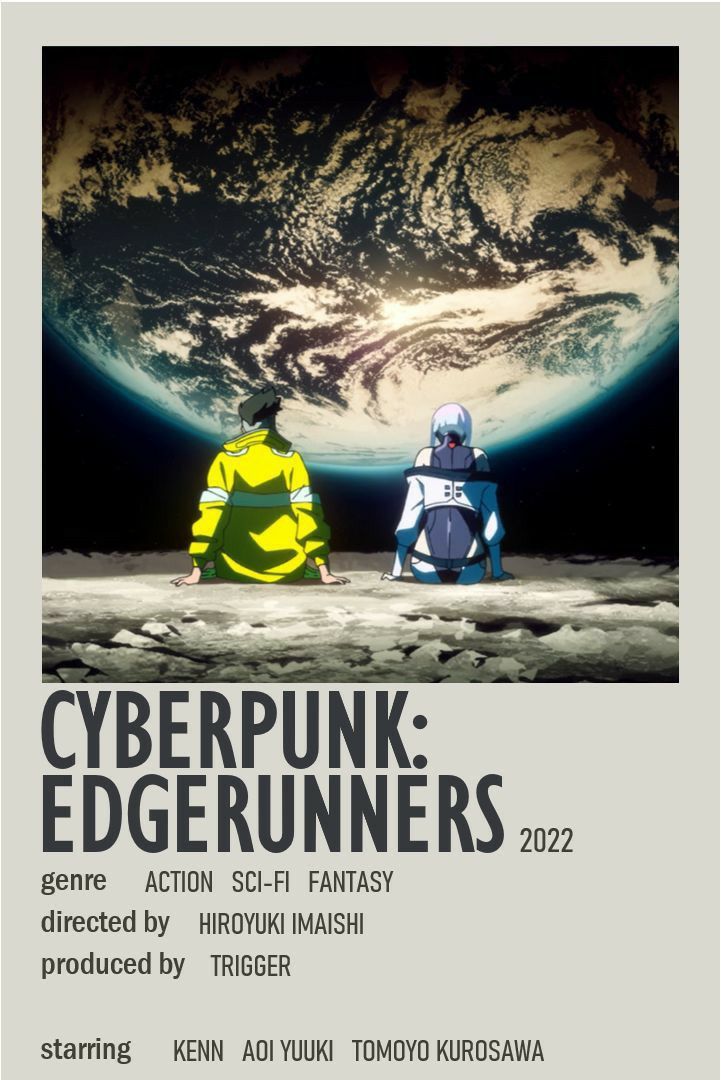 CYBERPUNK:
EDGERUNNERS 2022
genre ACTION SCI-FI FANTASY
directed by HIROYUKI IMAISHI
produced by TRIGGER
starring KENN AOI YUUKI TOMOYO KUROSAWA